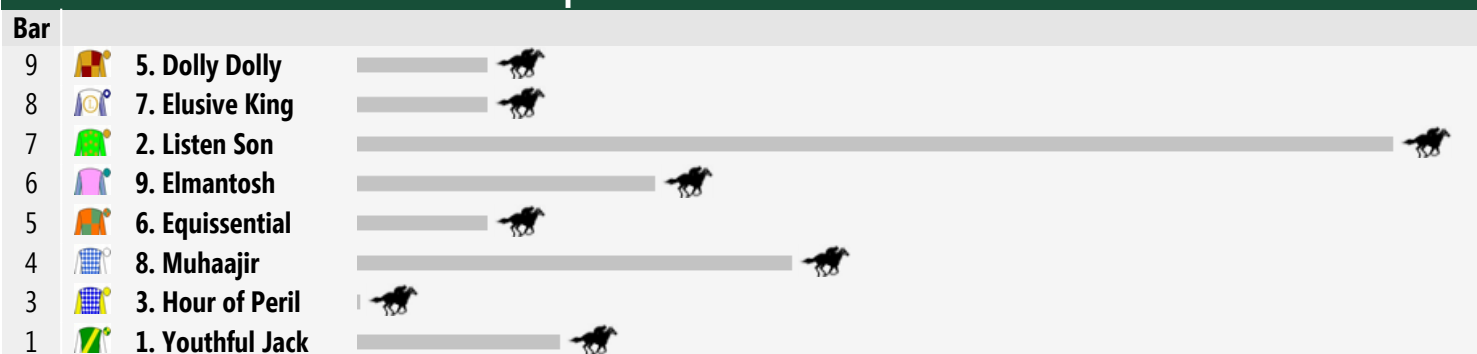 Bar
9 5. Dolly Dolly
8 7. Elusive King
7 2. Listen Son
6 9. Elmantosh
5 6. Equissential
4 8. Muhaajir
3 3. Hour of Peril
1 1. Youthful Jack